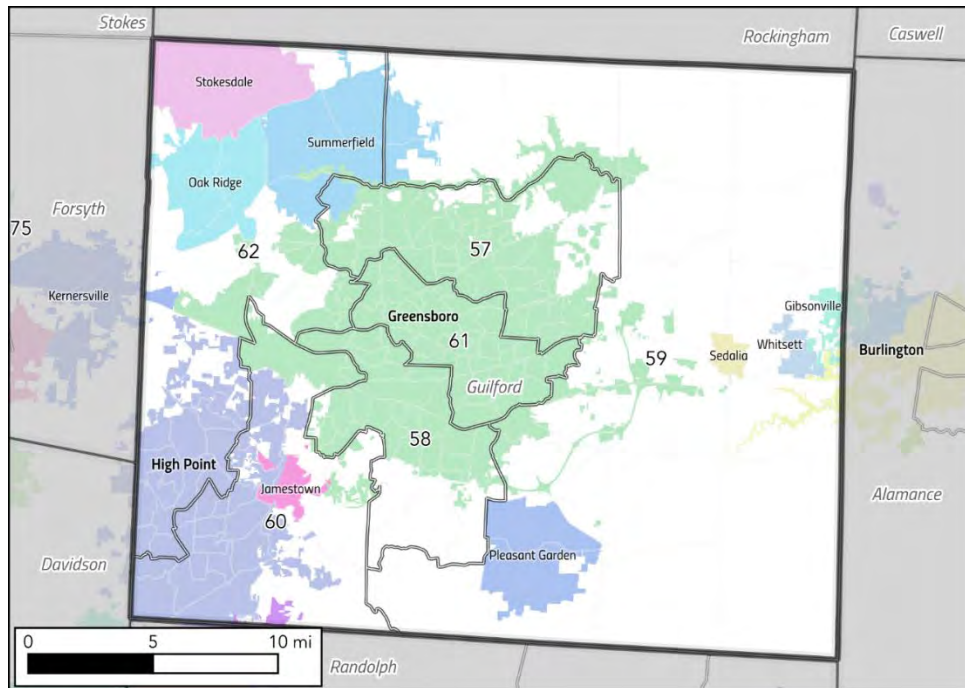 Stokes
Rockingham
Caswell
Stokesdale
Summerfield
Oak Ridge
Forsyth
75
62
57
Kernersville
Greensboro
61
59
Gibsonville
Sedalia
Whitsett
Burlington
Guilford
58
High Point
Jamestown
60
Alamance
Pleasant Garden
Davidson
0 5 10 mi
Randolph